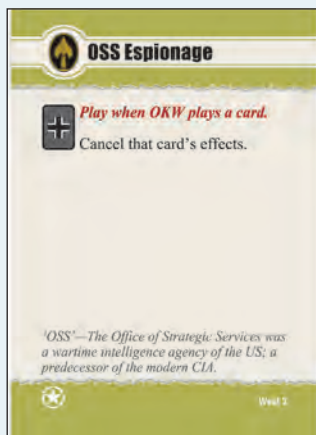 OSS Espionage
Play when OKW plays a card.
Cancel that card's effects.
'OSS'—The Office of Strategic Services was
a wartime intelligence agency of the US; a
predecessor of the modern CIA.
West